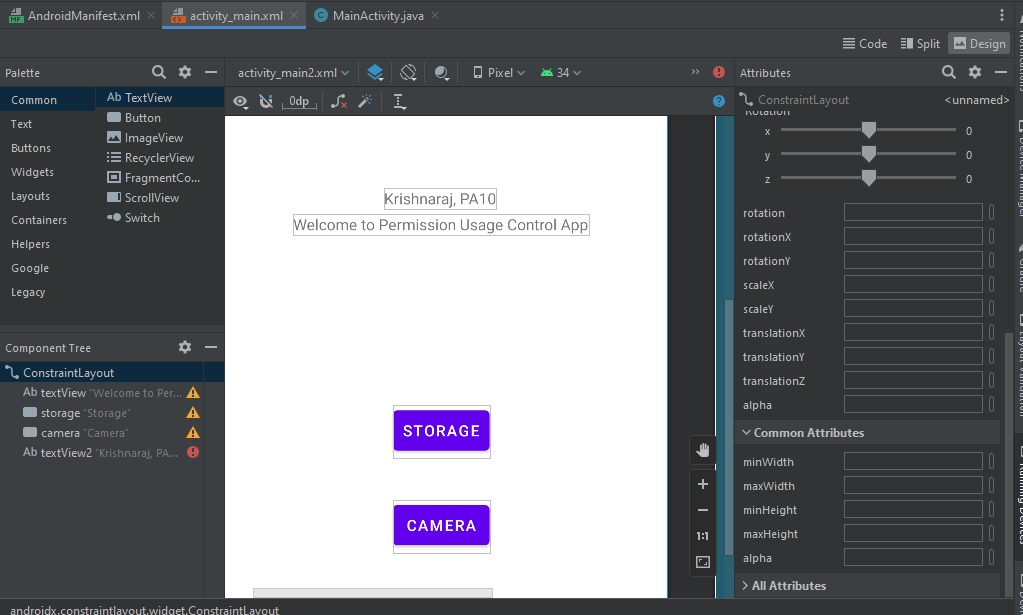 AndroidManifest.xml
activity_main.xml
MainActivity.java
Code
Split
Design
Palette
activity_main2.xml
Pixel
34
Attributes
Common
Text
Buttons
Widgets
Layouts
Containers
Helpers
Google
Legacy
Ab TextView
Button
ImageView
RecyclerView
FragmentCo...
ScrollView
Switch
0dp
Component Tree
ConstraintLayout
Ab textView "Welcome to Per...
storage "Storage"
camera "Camera"
Ab textView2 "Krishnaraj, PA...
Krishnaraj, PA10
Welcome to Permission Usage Control App
STORAGE
CAMERA
1:1
ConstraintLayout
<unnamed>
Rotation
x 0
y 0
z 0
rotation
rotationX
rotationY
scaleX
scaleY
translationX
translationY
translationZ
alpha
Common Attributes
minWidth
maxWidth
minHeight
maxHeight
alpha
All Attributes
androidx.constraintlayout.widget.ConstraintLayout